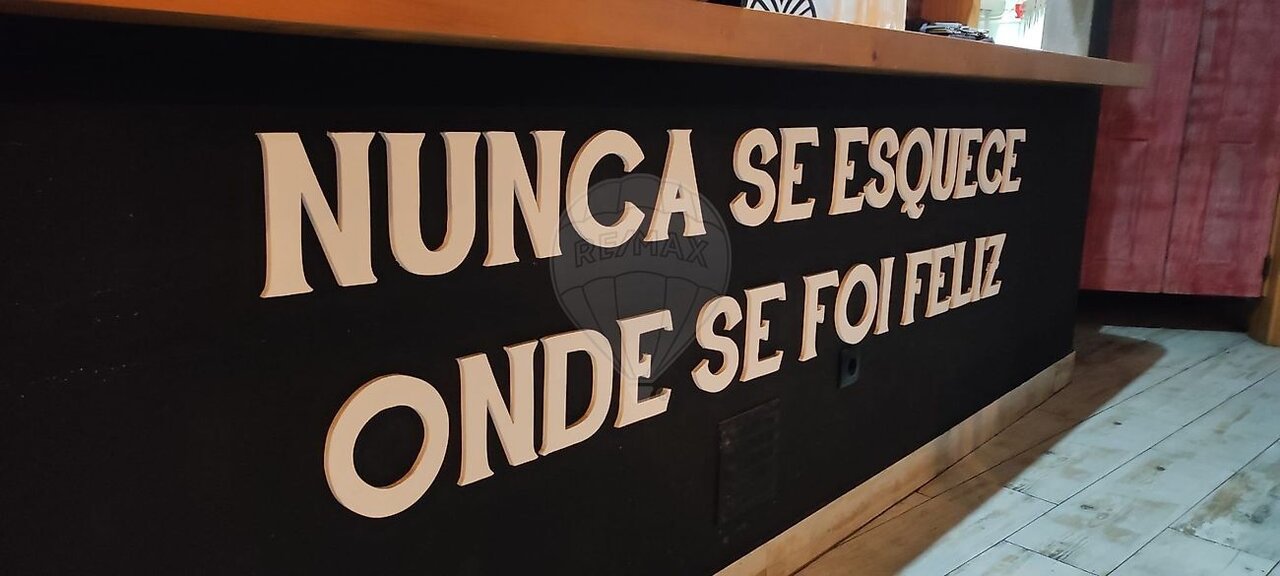 NUNCA SE ESQUECE
ONDE SE FOI FELIZ
RE/MAX